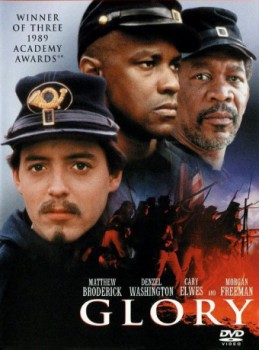 WINNER
OF THREE
1989
ACADEMY
AWARDS®
MATTHEW BRODERICK
DENZEL WASHINGTON
CARY ELWES
AND
MORGAN FREEMAN
GLORY
DVD
VIDEO